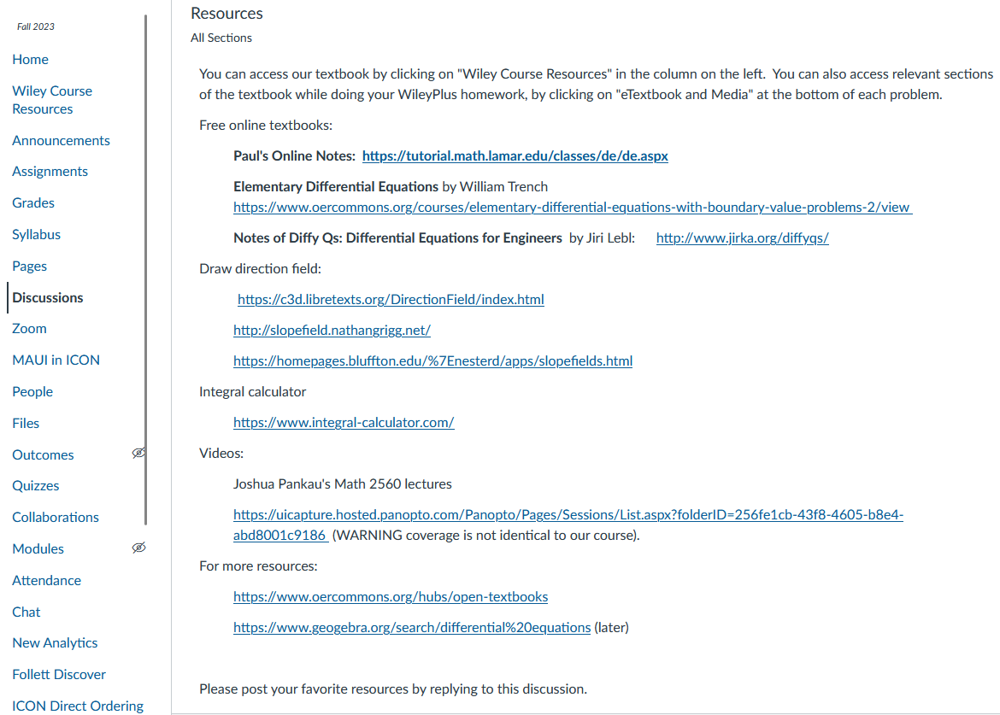 Fall 2023
Home
Wiley Course
Resources
Announcements
Assignments
Grades
Syllabus
Pages
Discussions
Zoom
MAUI in ICON
People
Files
Outcomes
Quizzes
Collaborations
Modules
Attendance
Chat
New Analytics
Follett Discover
ICON Direct Ordering
Resources
All Sections
You can access our textbook by clicking on "Wiley Course Resources" in the column on the left.  You can also access relevant sections
of the textbook while doing your WileyPlus homework, by clicking on "eTextbook and Media" at the bottom of each problem.
Free online textbooks:
Paul's Online Notes:  https://tutorial.math.lamar.edu/classes/de/de.aspx
Elementary Differential Equations by William Trench
https://www.oercommons.org/courses/elementary-differential-equations-with-boundary-value-problems-2/view
Notes of Diffy Qs: Differential Equations for Engineers  by Jiri Lebl:     http://www.jirka.org/diffyqs/
Draw direction field:
https://c3d.libretexts.org/DirectionField/index.html
http://slopefield.nathangrigg.net/
https://homepages.bluffton.edu/%7Enesterd/apps/slopefields.html
Integral calculator
https://www.integral-calculator.com/
Videos:
Joshua Pankau's Math 2560 lectures
https://uicapture.hosted.panopto.com/Panopto/Pages/Sessions/List.aspx?folderID=256fe1cb-43f8-4605-b8e4-
abd8001c9186  (WARNING coverage is not identical to our course).
For more resources:
https://www.oercommons.org/hubs/open-textbooks
https://www.geogebra.org/search/differential%20equations (later)
Please post your favorite resources by replying to this discussion.